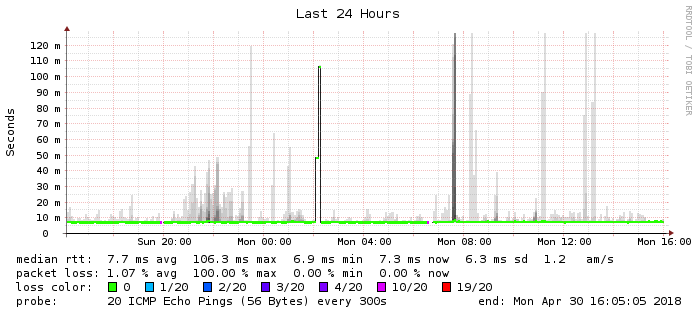 Last 24 Hours
RRDTOOL / TOBI OETIKER
Seconds
120 m
110 m
100 m
90 m
80 m
70 m
60 m
50 m
40 m
30 m
20 m
10 m
0
Sun 20:00 Mon 00:00 Mon 04:00 Mon 08:00 Mon 12:00 Mon 16:00
median rtt: 7.7 ms avg 106.3 ms max 6.9 ms min 7.3 ms now 6.3 ms sd 1.2 am/s
packet loss: 1.07 % avg 100.00 % max 0.00 % min 0.00 % now
loss color: 0 1/20 2/20 3/20 4/20 10/20 19/20
probe: 20 ICMP Echo Pings (56 Bytes) every 300s end: Mon Apr 30 16:05:05 2018